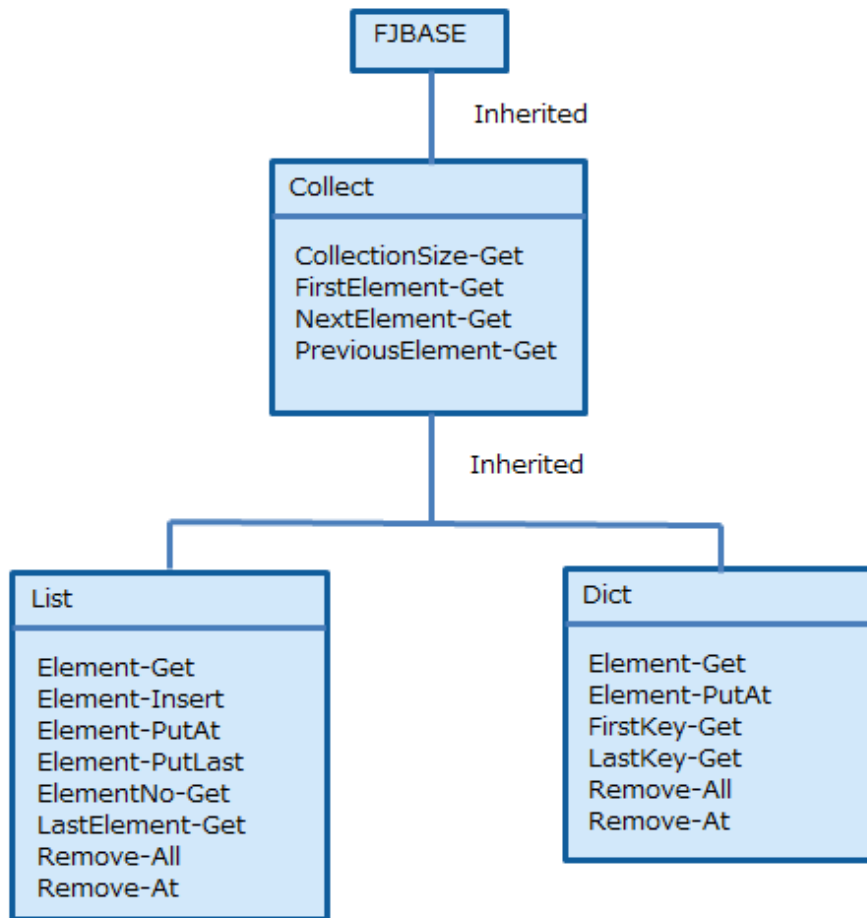 FJBASE
Inherited
Collect
CollectionSize-Get
FirstElement-Get
NextElement-Get
PreviousElement-Get
Inherited
List
Element-Get
Element-Insert
Element-PutAt
Element-PutLast
ElementNo-Get
LastElement-Get
Remove-All
Remove-At
Dict
Element-Get
Element-PutAt
FirstKey-Get
LastKey-Get
Remove-All
Remove-At